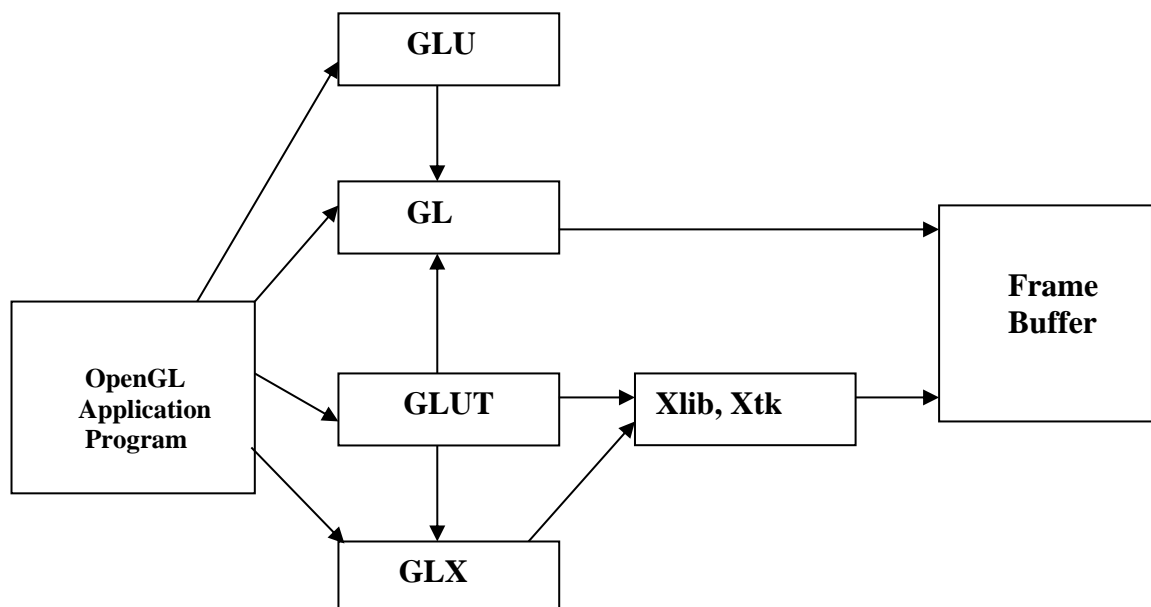 GLU
GL
Frame
Buffer
OpenGL
Application
Program
GLUT
Xlib, Xtk
GLX